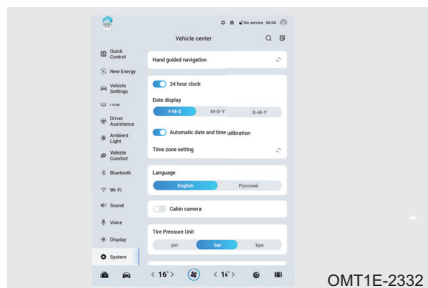 No service 00:04
Vehicle center
Quick
Control
New Energy
Vehicle
Settings
HUD
Driver
Assistance
Ambient
Light
Vehicle
Comfort
Bluetooth
Wi-Fi
Sound
Voice
Display
System
Hand guided navigation
24-hour clock
Date display
Y-M-D M-D-Y D-M-Y
Automatic date and time calibration
Time zone setting
Language
English Русский
Cabin camera
Tire Pressure Unit
psi bar kpa
< 16° > < 16° >
OMT1E-2332